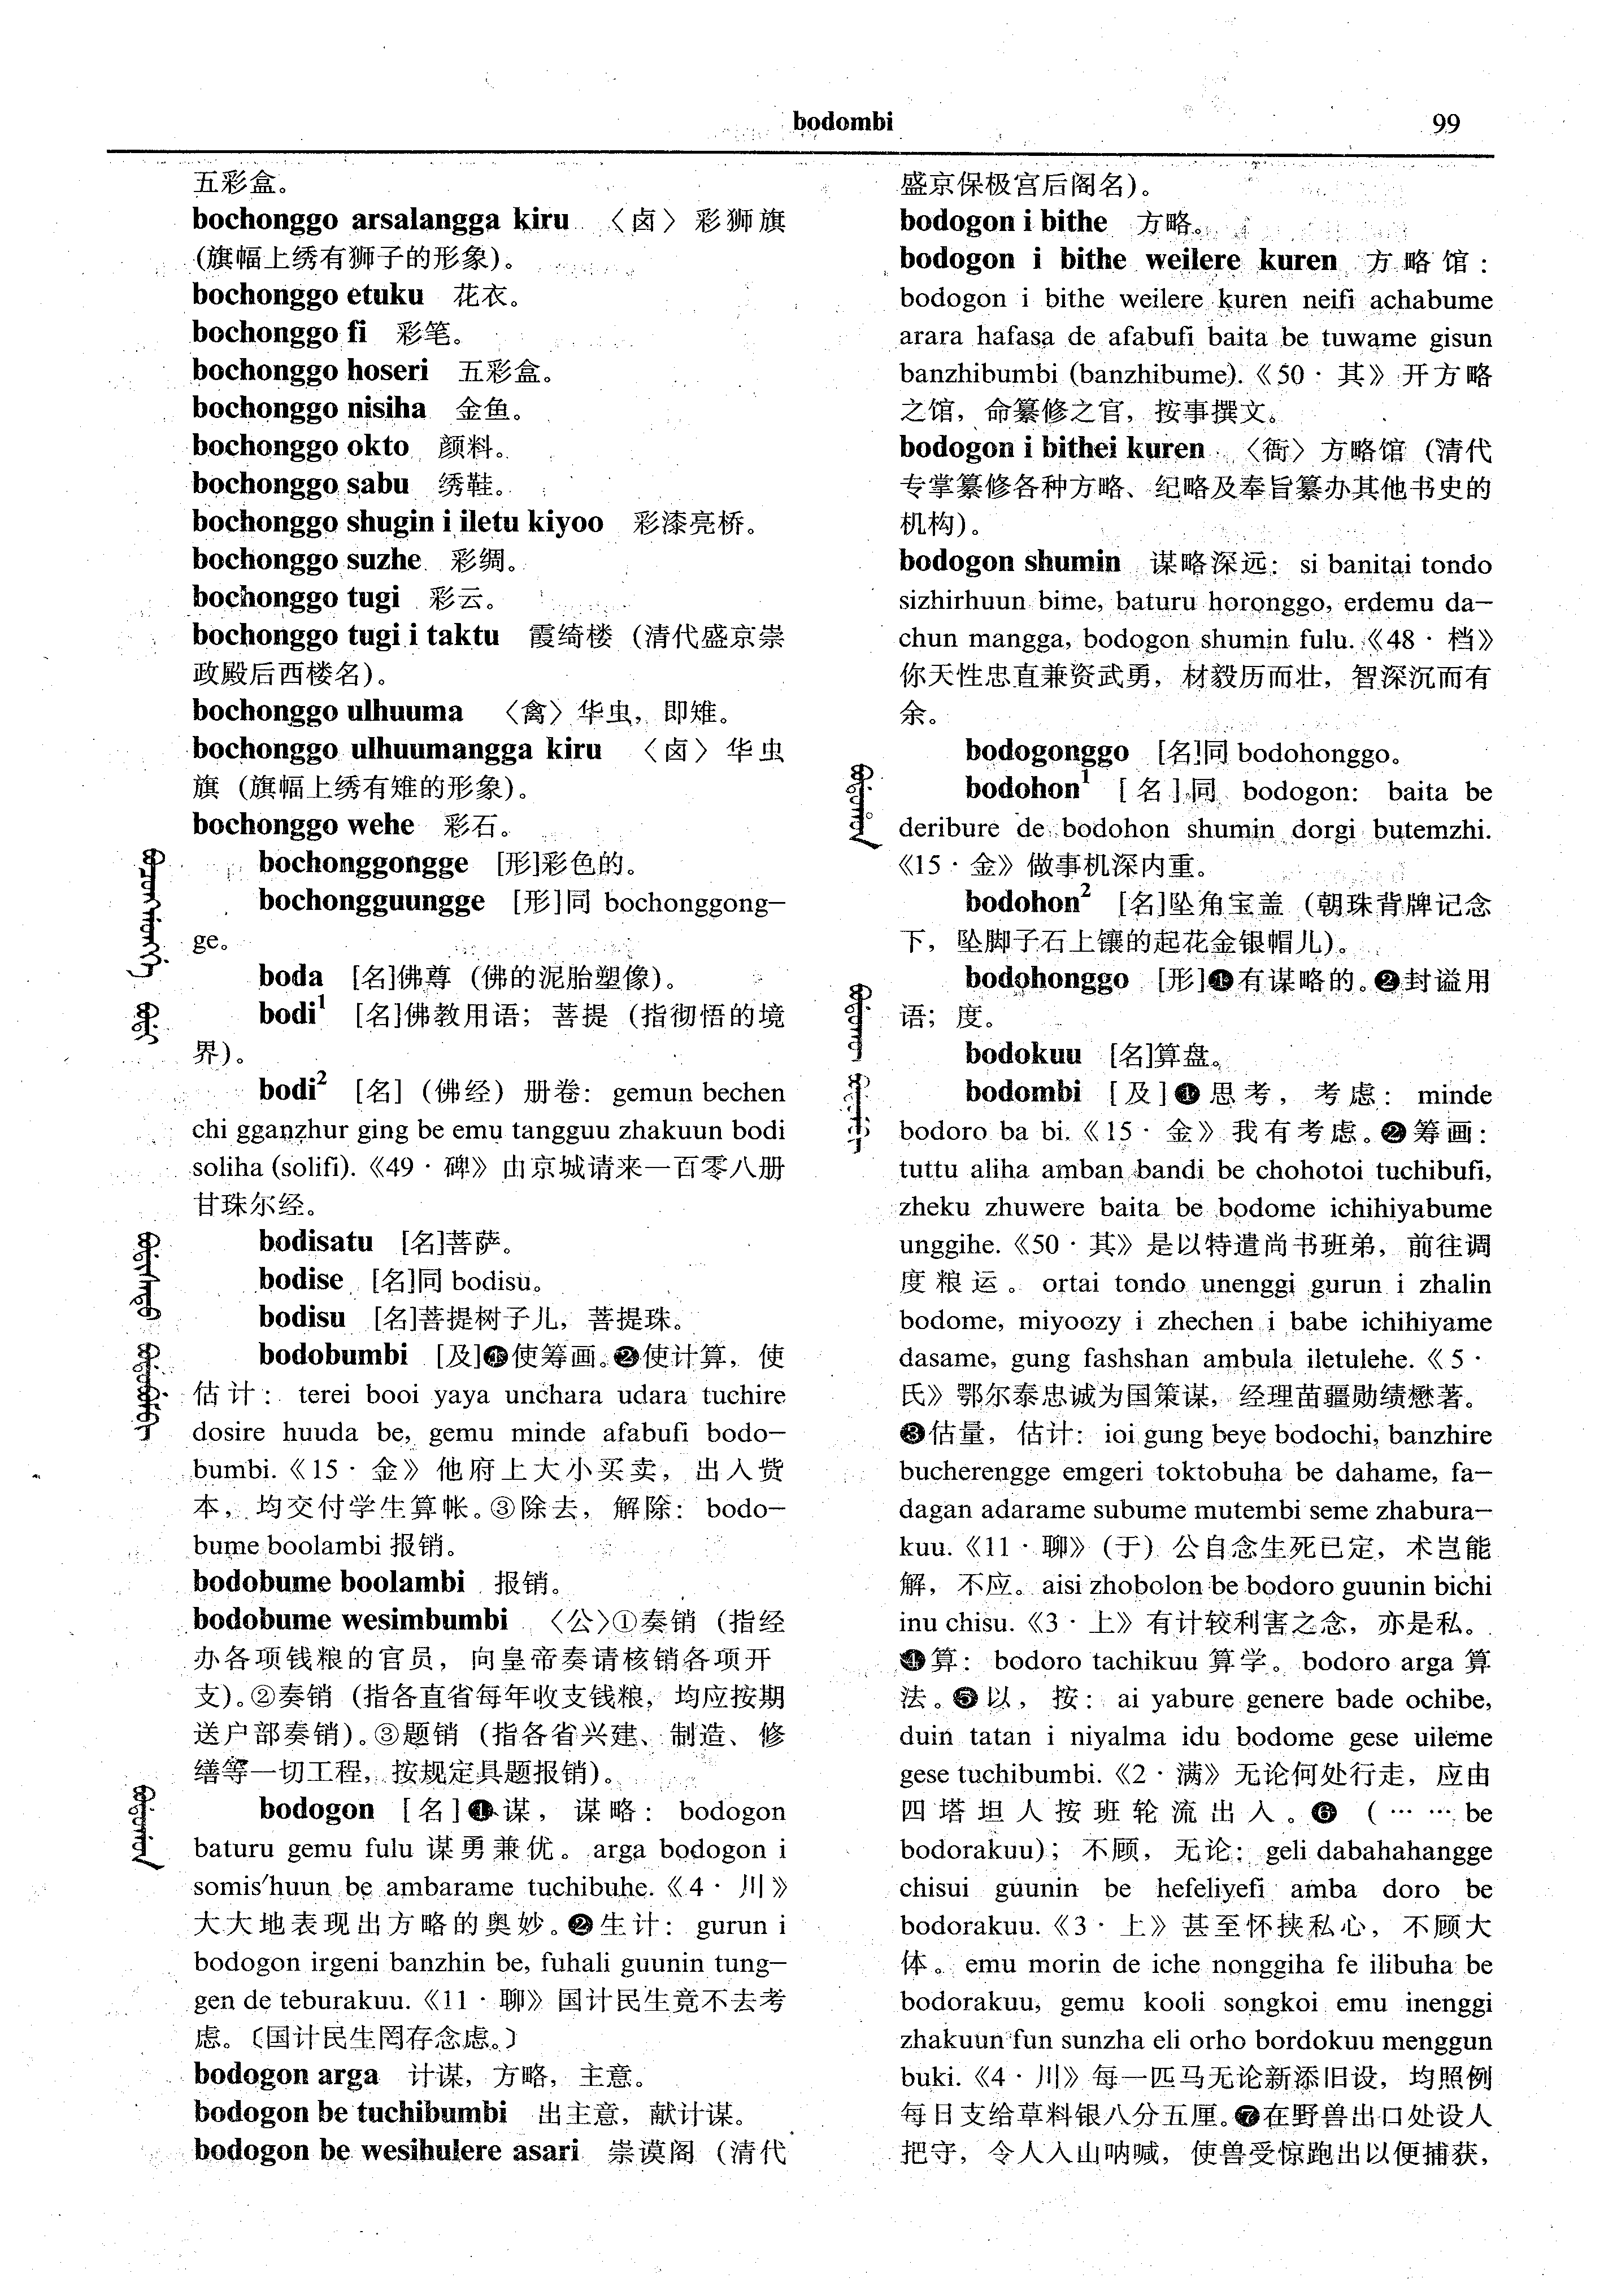 bodombi
99
五彩盒。
bochonggo arsalangga kiru 〈卤〉彩狮旗
(旗幅上绣有狮子的形象)。
bochonggo etuku 花衣。
bochonggo fi 彩笔。
bochonggo hoseri 五彩盒。
bochonggo nisiha 金鱼。
bochonggo okto 颜料。
bochonggo sabu 绣鞋。
bochonggo shugin i iletu kiyoo 彩漆亮桥。
bochonggo suzhe 彩绸。
bochonggo tugi 彩云。
bochonggo tugi i taktu 霞绮楼 (清代盛京崇
政殿后西楼名)。
bochonggo ulhuuma 〈禽〉华虫, 即雉。
bochonggo ulhuumangga kiru 〈卤〉华虫
旗 (旗幅上绣有雉的形象)。
bochonggo wehe 彩石。
bochonggongge [形]彩色的。
bochongguungge [形]同 bochonggong-
ge。
boda [名]佛尊 (佛的泥胎塑像)。
bodi¹ [名]佛教用语; 菩提 (指彻悟的境
界)。
bodi² [名] (佛经) 册卷: gemun bechen
chi gganzhur ging be emu tangguu zhakuun bodi
soliha (solifi).《49 · 碑》由京城请来一百零八册
甘珠尔经。
bodisatu [名]菩萨。
bodise [名]同 bodisu。
bodisu [名]菩提树子儿, 菩提珠。
bodobumbi [及]❶使筹画。❷使计算, 使
估计: terei booi yaya unchara udara tuchire
dosire huuda be, gemu minde afabufi bodo-
bumbi.《15 · 金》他府上大小买卖, 出入赀
本, 均交付学生算帐。③除去, 解除: bodo-
bume boolambi 报销。
bodobume boolambi 报销。
bodobume wesimbumbi 〈公〉①奏销 (指经
办各项钱粮的官员, 向皇帝奏请核销各项开
支)。②奏销 (指各直省每年收支钱粮, 均应按期
送户部奏销)。③题销 (指各省兴建、制造、修
缮等一切工程, 按规定具题报销)。
bodogon [名]❶谋, 谋略: bodogon
baturu gemu fulu 谋勇兼优。arga bodogon i
somis'huun be ambarame tuchibuhe.《4 · 川》
大大地表现出方略的奥妙。❷生计: gurun i
bodogon irgeni banzhin be, fuhali guunin tung-
gen de teburakuu.《11 · 聊》国计民生竟不去考
虑。〔国计民生罔存念虑。〕
bodogon arga 计谋, 方略, 主意。
bodogon be tuchibumbi 出主意, 献计谋。
bodogon be wesihulere asari 崇谟阁 (清代
盛京保极宫后阁名)。
bodogon i bithe 方略。
bodogon i bithe weilere kuren 方略馆:
bodogon i bithe weilere kuren neifi achabume
arara hafasa de afabufi baita be tuwame gisun
banzhibumbi (banzhibume).《50 · 其》开方略
之馆, 命纂修之官, 按事撰文。
bodogon i bithei kuren 〈衙〉方略馆 (清代
专掌纂修各种方略、纪略及奉旨纂办其他书史的
机构)。
bodogon shumin 谋略深远: si banitai tondo
sizhirhuun bime, baturu horonggo, erdemu da-
chun mangga, bodogon shumin fulu.《48 · 档》
你天性忠直兼资武勇, 材毅历而壮, 智深沉而有
余。
bodogonggo [名]同 bodohonggo。
bodohon¹ [名]同 bodogon: baita be
deribure de bodohon shumin dorgi butemzhi.
《15 · 金》做事机深内重。
bodohon² [名]坠角宝盖 (朝珠背牌记念
下, 坠脚子石上镶的起花金银帽儿)。
bodohonggo [形]❶有谋略的。❷封谥用
语; 度。
bodokuu [名]算盘。
bodombi [及]❶思考, 考虑: minde
bodoro ba bi.《15 · 金》我有考虑。❷筹画:
tuttu aliha amban bandi be chohotoi tuchibufi,
zheku zhuwere baita be bodome ichihiyabume
unggihe.《50 · 其》是以特遣尚书班弟, 前往调
度粮运。ortai tondo unenggi gurun i zhalin
bodome, miyoozy i zhechen i babe ichihiyame
dasame, gung fashshan ambula iletulehe.《5 ·
氏》鄂尔泰忠诚为国策谋, 经理苗疆勋绩懋著。
❸估量, 估计: ioi gung beye bodochi, banzhire
bucherengge emgeri toktobuha be dahame, fa-
dagan adarame subume mutembi seme zhabura-
kuu.《11 · 聊》(于) 公自念生死已定, 术岂能
解, 不应。aisi zhobolon be bodoro guunin bichi
inu chisu.《3 · 上》有计较利害之念, 亦是私。
❹算: bodoro tachikuu 算学。bodoro arga 算
法。❺以, 按: ai yabure genere bade ochibe,
duin tatan i niyalma idu bodome gese uileme
gese tuchibumbi.《2 · 满》无论何处行走, 应由
四塔坦人按班轮流出入。❻ (⋯⋯ be
bodorakuu); 不顾, 无论: geli dabahahangge
chisui guunin be hefeliyefi amba doro be
bodorakuu.《3 · 上》甚至怀挟私心, 不顾大
体。emu morin de iche nonggiha fe ilibuha be
bodorakuu, gemu kooli songkoi emu inenggi
zhakuun fun sunzha eli orho bordokuu menggun
buki.《4 · 川》每一匹马无论新添旧设, 均照例
每日支给草料银八分五厘。❼在野兽出口处设人
把守, 令人入山呐喊, 使兽受惊跑出以便捕获,